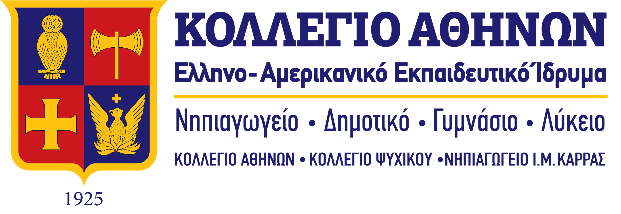 ΚΟΛΛΕΓΙΟ ΑΘΗΝΩΝ
Ελληνο-Αμερικανικό Εκπαιδευτικό Ίδρυμα
Νηπιαγωγείο • Δημοτικό • Γυμνάσιο • Λύκειο
ΚΟΛΛΕΓΙΟ ΑΘΗΝΩΝ • ΚΟΛΛΕΓΙΟ ΨΥΧΙΚΟΥ • ΝΗΠΙΑΓΩΓΕΙΟ Ι.Μ. ΚΑΡΡΑΣ
1925